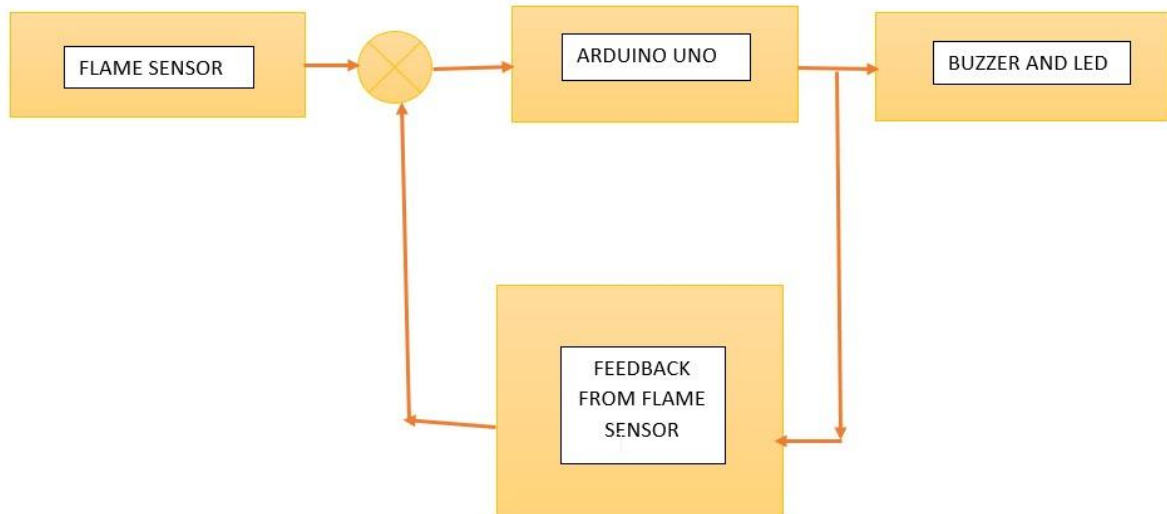 FLAME SENSOR
ARDUINO UNO
BUZZER AND LED
FEEDBACK
FROM FLAME
SENSOR